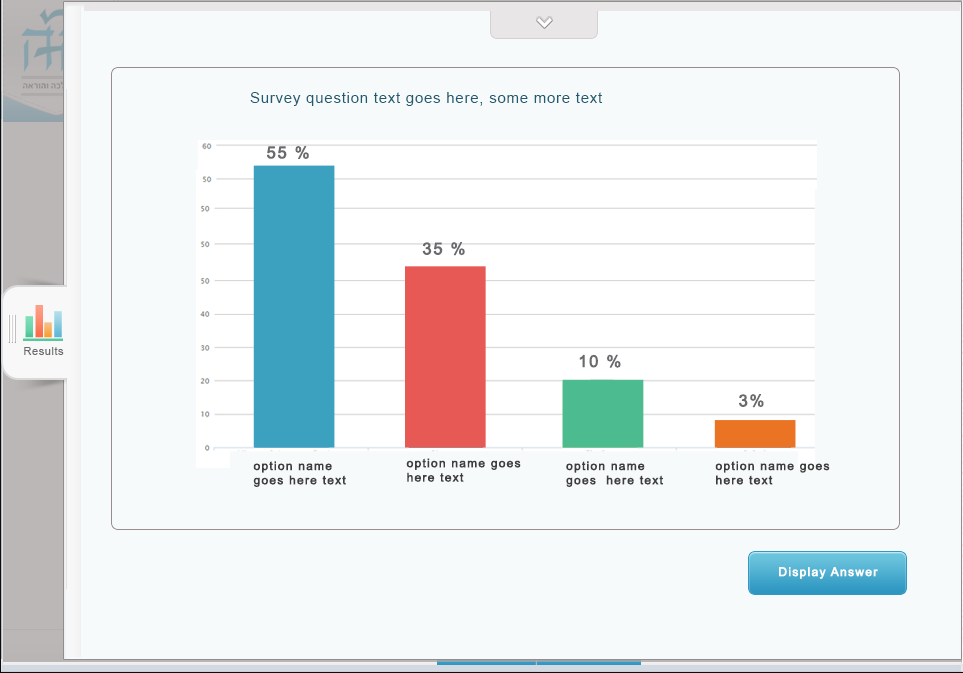 לכה והוראה
Survey question text goes here, some more text
60
50
50
50
50
40
30
20
10
0
55 %
35 %
10 %
3%
option name
goes here text
option name goes
here text
option name
goes  here text
option name goes
here text
Results
Display Answer